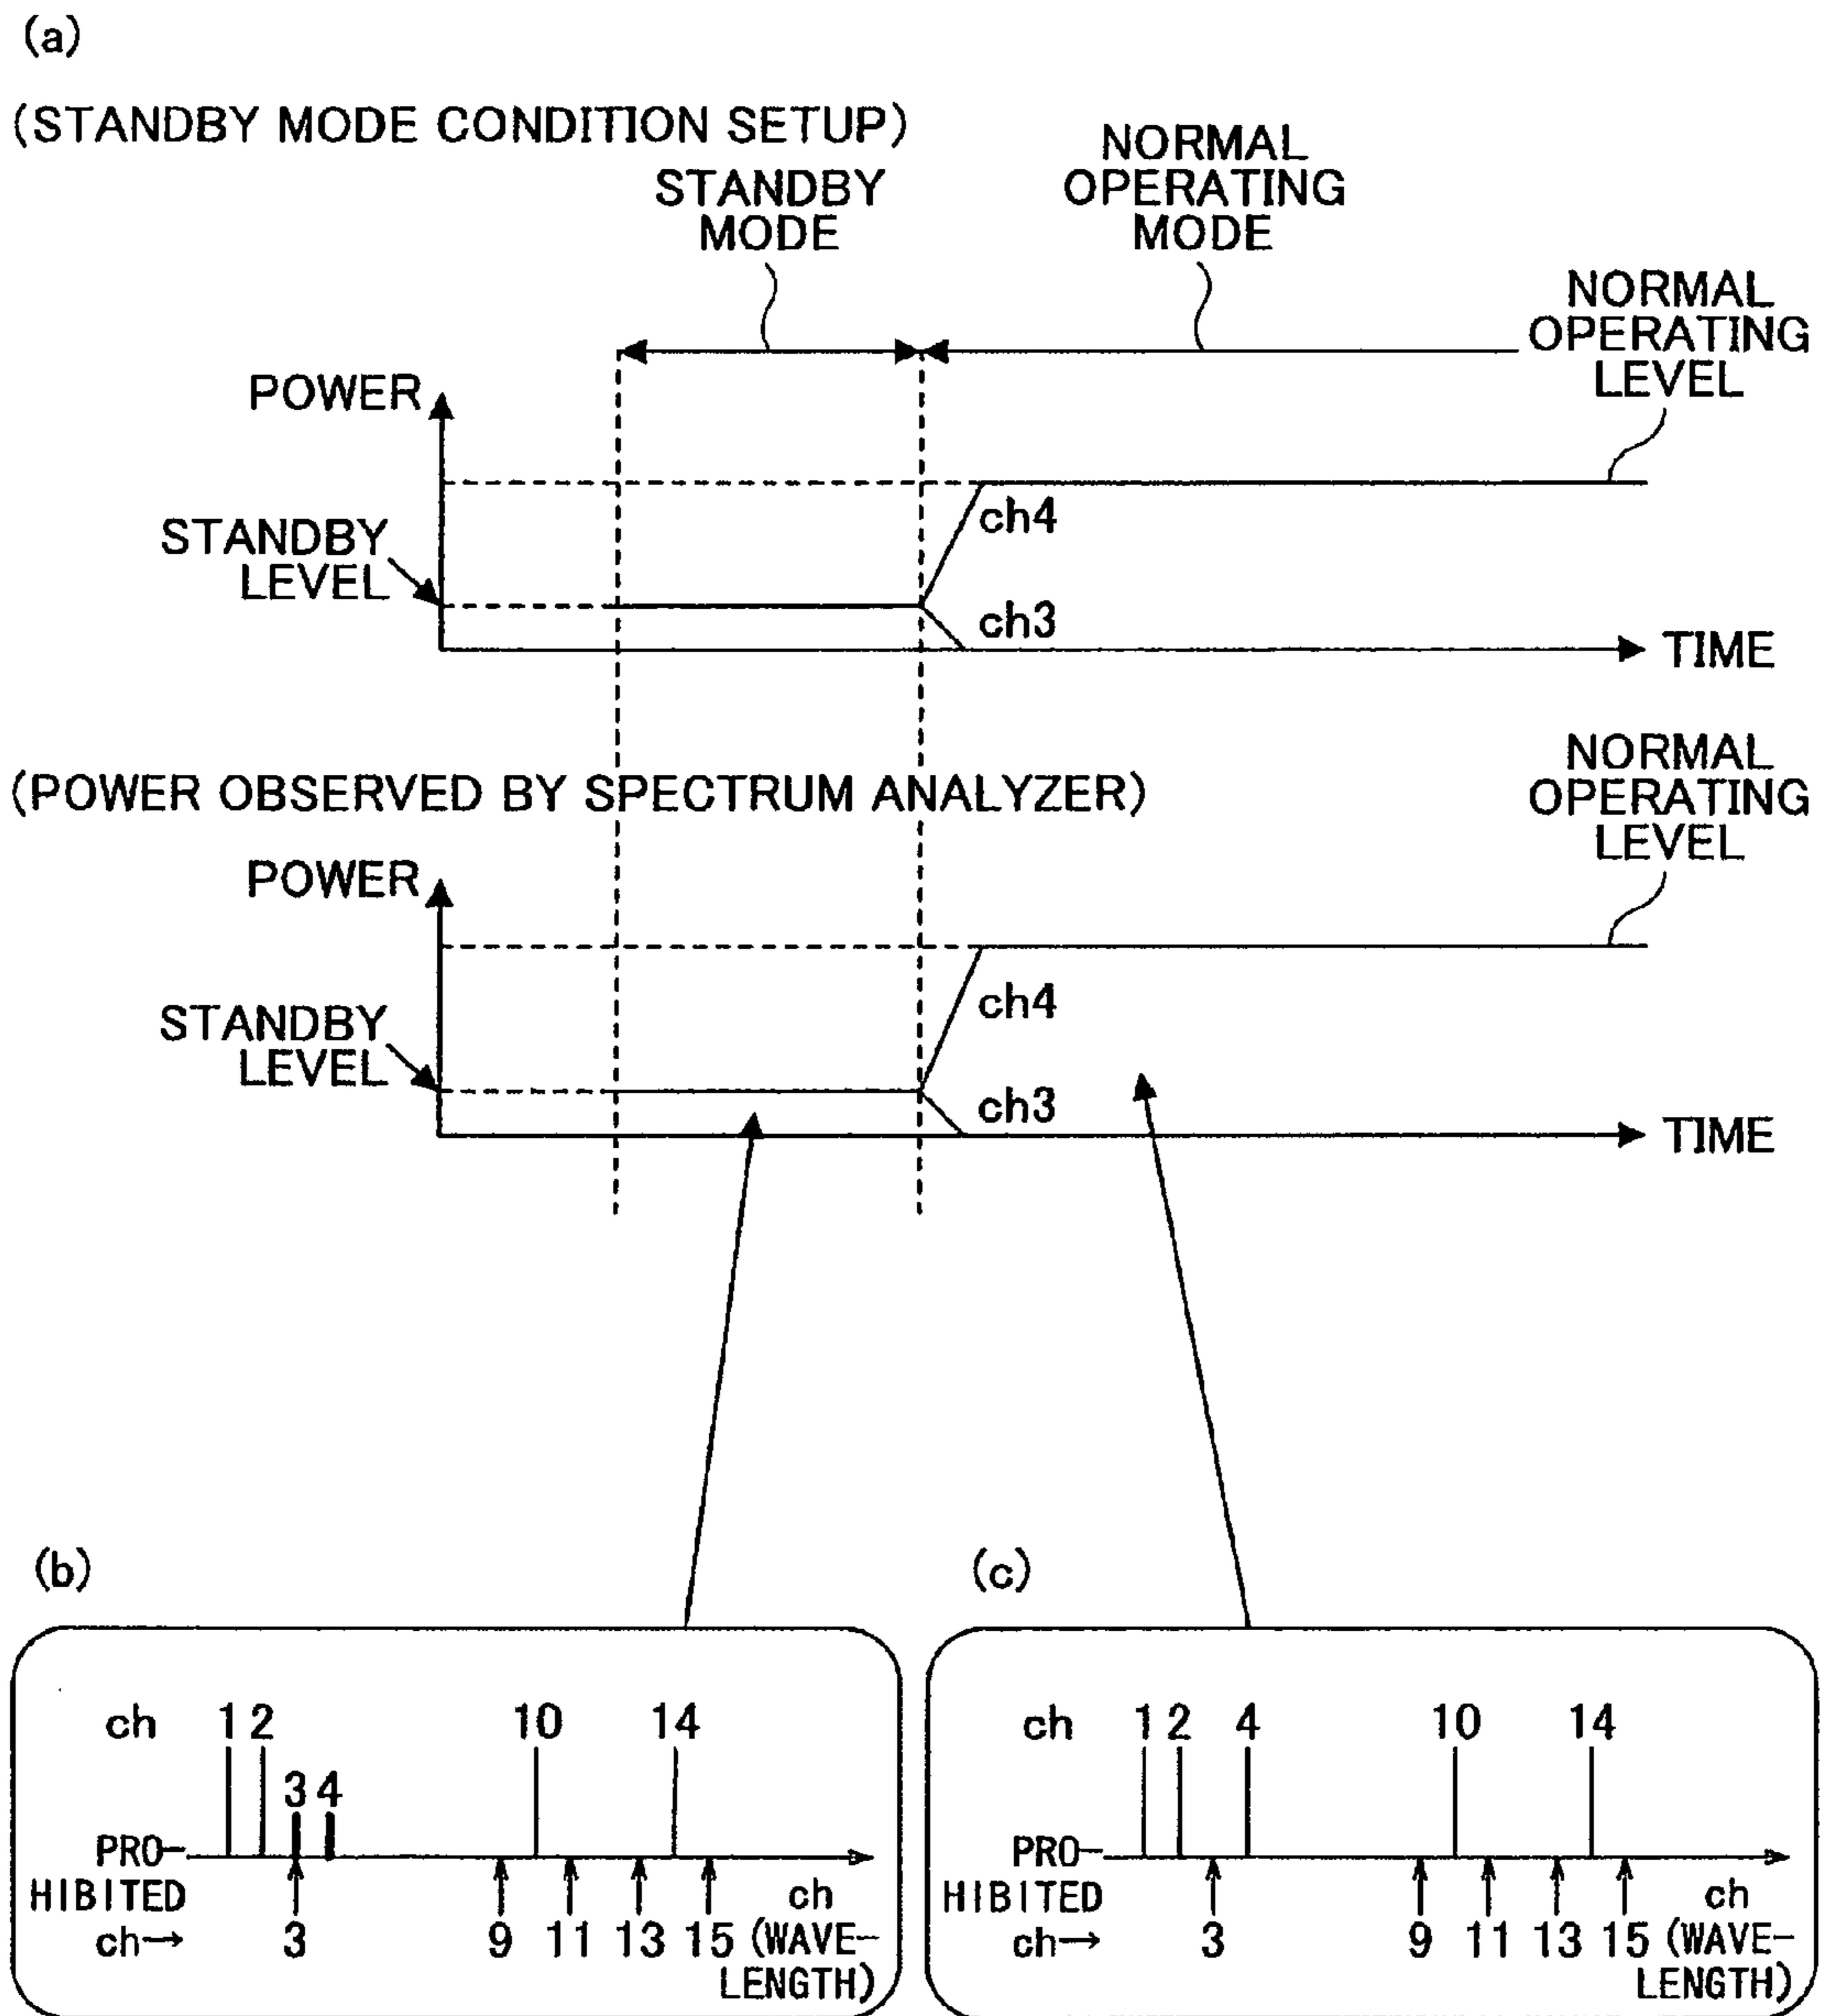 (a)
(STANDBY MODE CONDITION SETUP)
STANDBY
MODE
NORMAL
OPERATING
MODE
NORMAL
OPERATING
LEVEL
POWER
STANDBY
LEVEL
ch4
ch3
TIME
(POWER OBSERVED BY SPECTRUM ANALYZER)
NORMAL
OPERATING
LEVEL
POWER
STANDBY
LEVEL
ch4
ch3
TIME
(b)
ch 1 2 10 14
3 4
PRO-
HIBITED ch
ch→ 3 9 11 13 15 (WAVE-
LENGTH)
(c)
ch 1 2 4 10 14
PRO-
HIBITED ch
ch→ 3 9 11 13 15 (WAVE-
LENGTH)